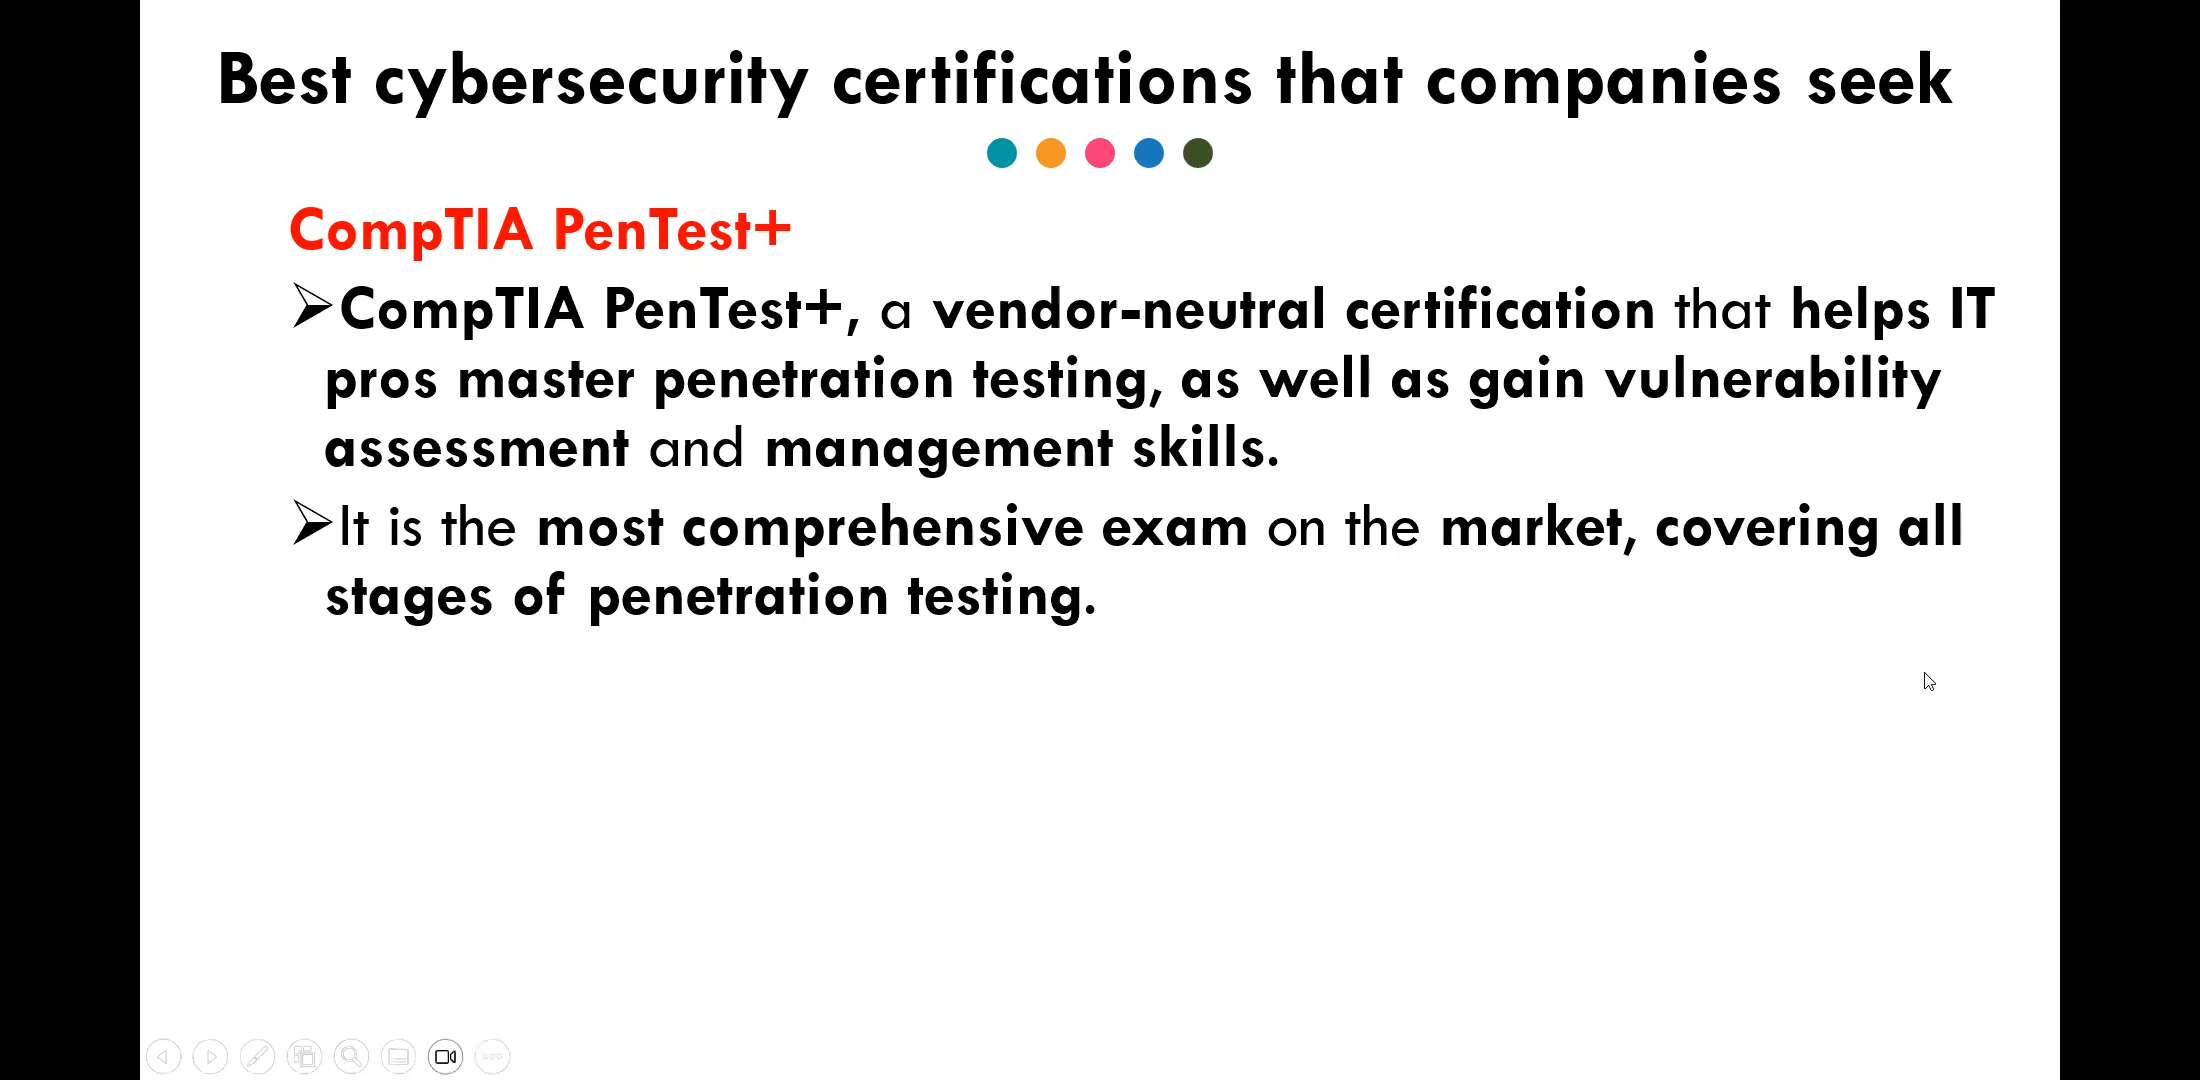 Best cybersecurity certifications that companies seek
CompTIA PenTest+
➢CompTIA PenTest+, a vendor-neutral certification that helps IT
pros master penetration testing, as well as gain vulnerability
assessment and management skills.
➢It is the most comprehensive exam on the market, covering all
stages of penetration testing.